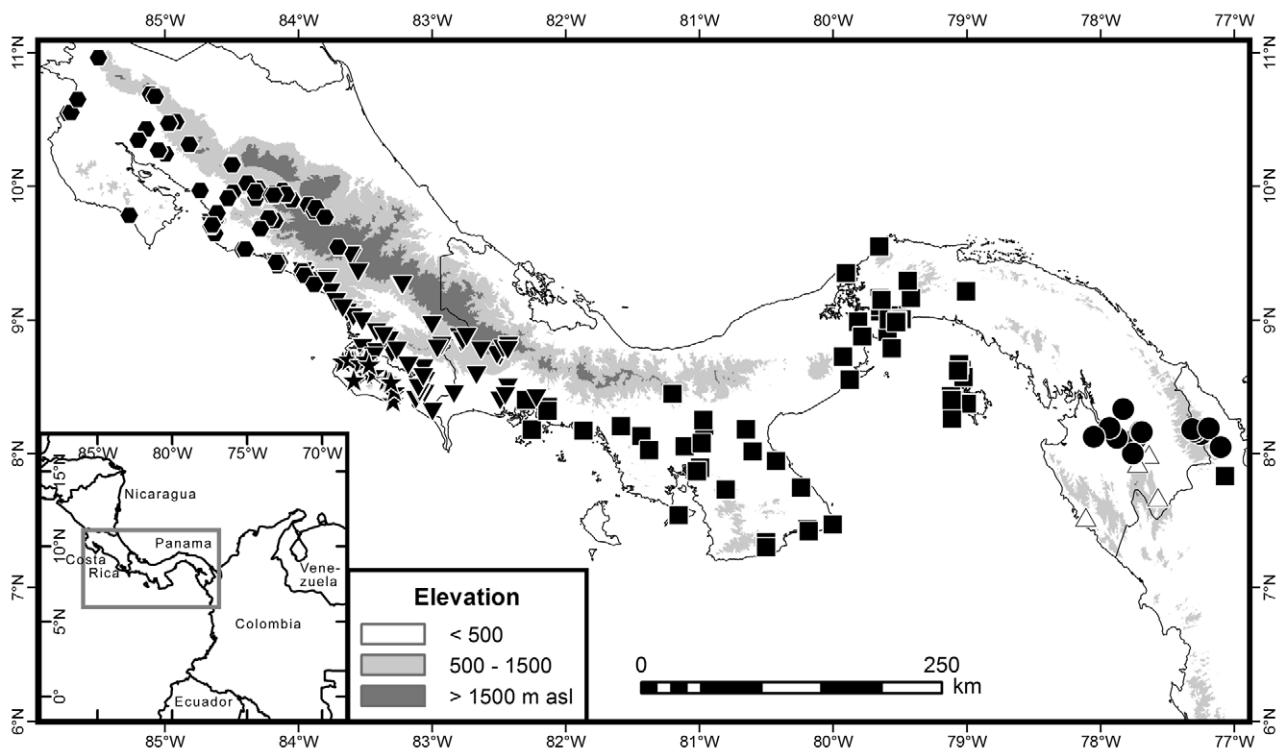 85°W 84°W 83°W 82°W 81°W 80°W 79°W 78°W 77°W
11°N 11°N
10°N 10°N
9°N 9°N
8°N 8°N
7°N 7°N
6°N 6°N
85°W 80°W 75°W 70°W
15°N
10°N
5°N
0°
Nicaragua
Panama
Costa
Rica
Vene-
zuela
Colombia
Ecuador
Elevation
< 500
500 - 1500
> 1500 m asl
0 250
km
85°W 84°W 83°W 82°W 81°W 80°W 79°W 78°W 77°W